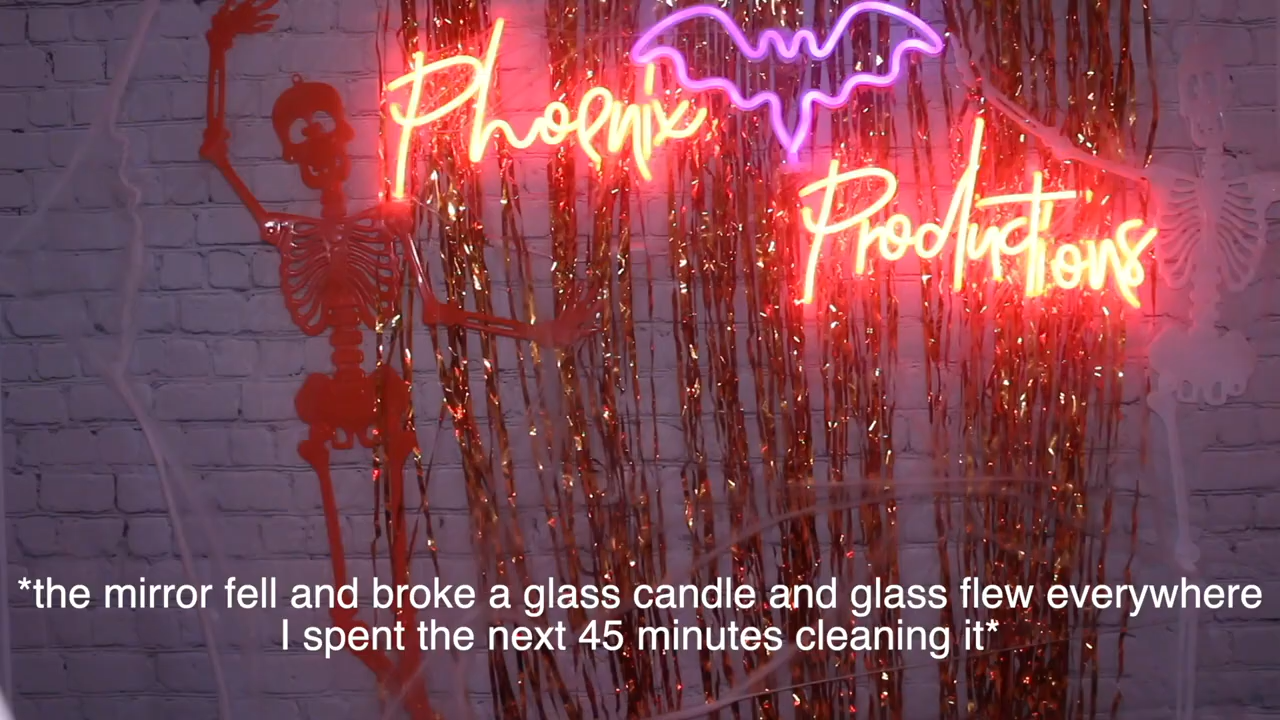 Phoenix
Productions
*the mirror fell and broke a glass candle and glass flew everywhere
I spent the next 45 minutes cleaning it*